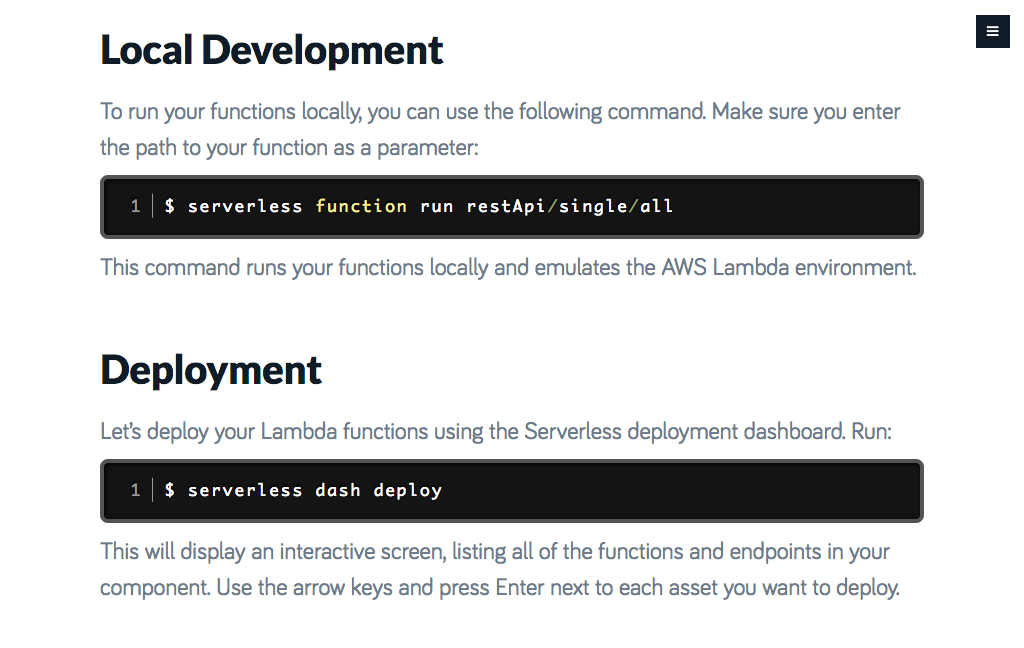 Local Development
To run your functions locally, you can use the following command. Make sure you enter
the path to your function as a parameter:
1 $ serverless function run restApi/single/all
This command runs your functions locally and emulates the AWS Lambda environment.
Deployment
Let's deploy your Lambda functions using the Serverless deployment dashboard. Run:
1 $ serverless dash deploy
This will display an interactive screen, listing all of the functions and endpoints in your
component. Use the arrow keys and press Enter next to each asset you want to deploy.